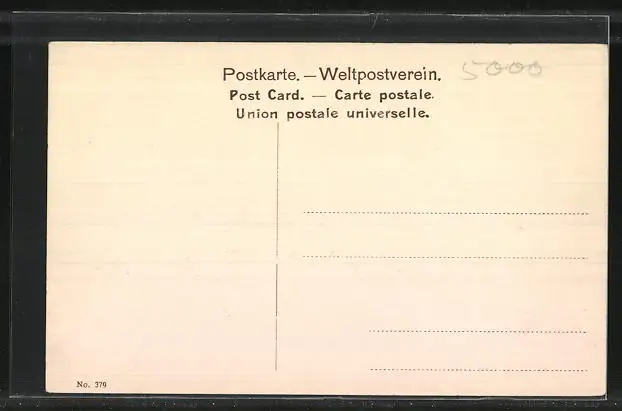 Postkarte. — Weltpostverein. 5000
Post Card. — Carte postale.
Union postale universelle.
No. 379